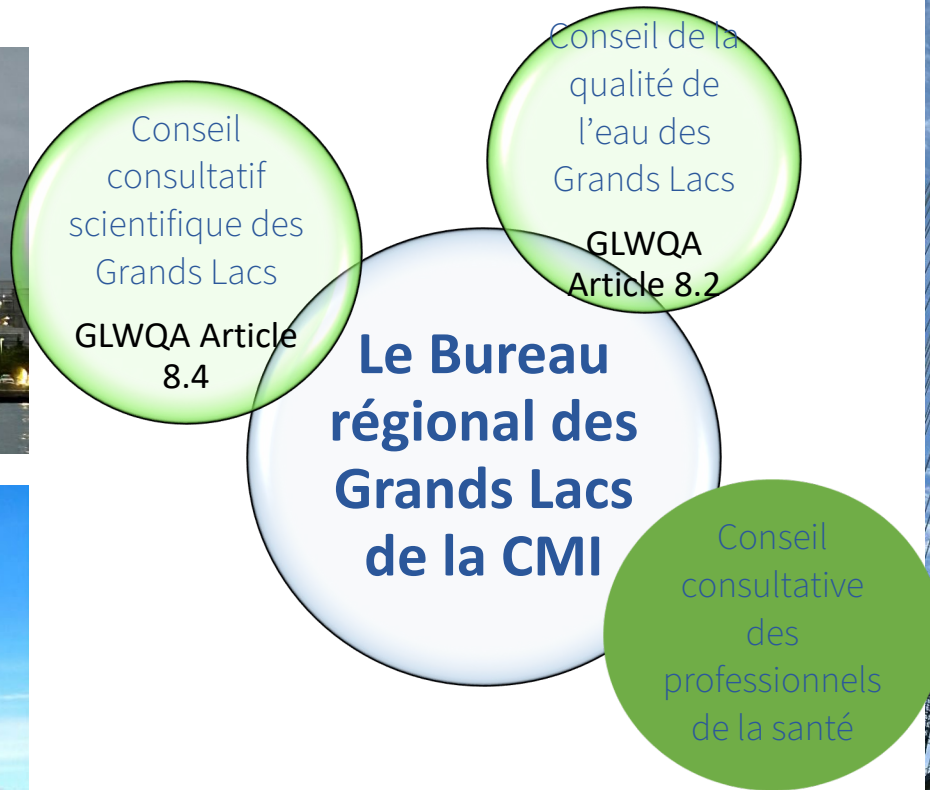 Conseil
consultatif
scientifique des
Grands Lacs
GLWQA Article
8.4
Conseil de la
qualité de
l’eau des
Grands Lacs
GLWQA
Article 8.2
Le Bureau
régional des
Grands Lacs
de la CMI
Conseil
consultative
des
professionnels
de la santé